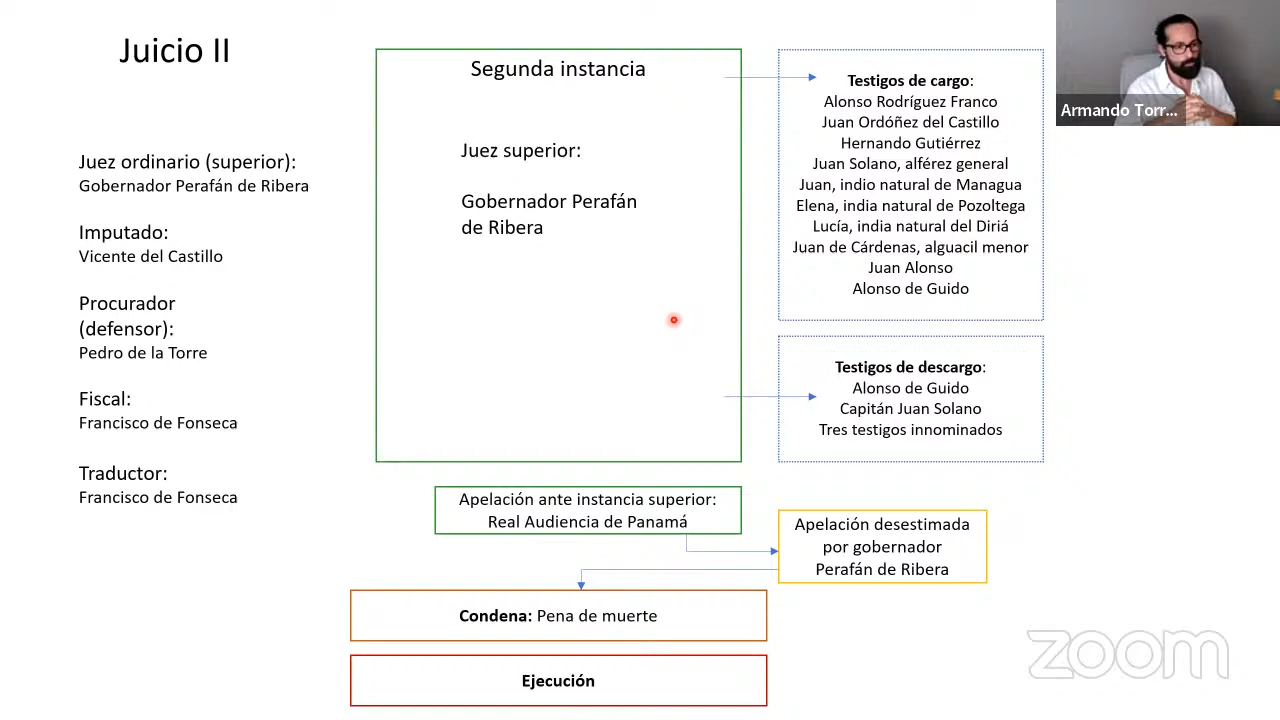 Juicio II
Juez ordinario (superior):
Gobernador Perafán de Ribera
Imputado:
Vicente del Castillo
Procurador
(defensor):
Pedro de la Torre
Fiscal:
Francisco de Fonseca
Traductor:
Francisco de Fonseca
Segunda instancia
Juez superior:
Gobernador Perafán
de Ribera
Testigos de cargo:
Alonso Rodríguez Franco
Juan Ordóñez del Castillo
Hernando Gutiérrez
Juan Solano, alférez general
Juan, indio natural de Managua
Elena, india natural de Pozoltega
Lucía, india natural del Diriá
Juan de Cárdenas, alguacil menor
Juan Alonso
Alonso de Guido
Testigos de descargo:
Alonso de Guido
Capitán Juan Solano
Tres testigos innominados
Apelación ante instancia superior:
Real Audiencia de Panamá
Apelación desestimada
por gobernador
Perafán de Ribera
Condena: Pena de muerte
Ejecución
Armando Torr...
zoom